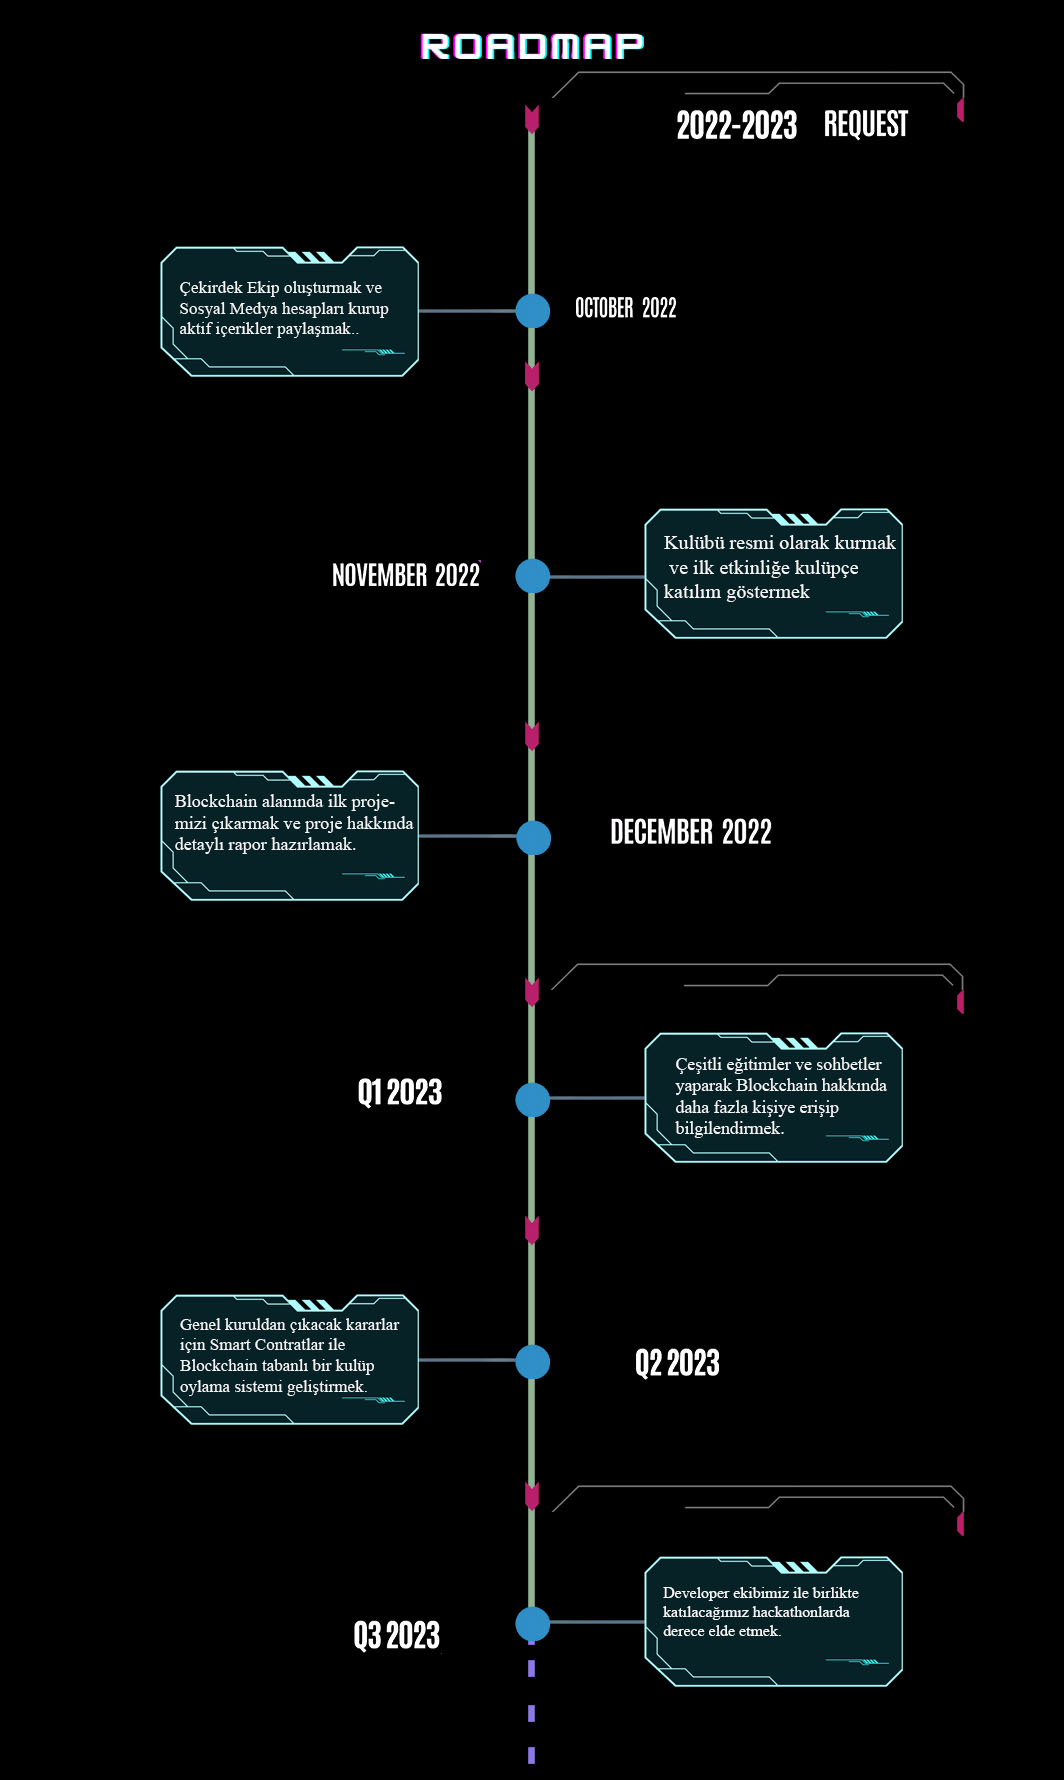 ROADMAP
2022-2023 REQUEST
Çekirdek Ekip oluşturmak ve
Sosyal Medya hesapları kurup
aktif içerikler paylaşmak..
OCTOBER 2022
NOVEMBER 2022
Kulübü resmi olarak kurmak
ve ilk etkinliğe kulüpçe
katılım göstermek
Blockchain alanında ilk proje-
mizi çıkarmak ve proje hakkında
detaylı rapor hazırlamak.
DECEMBER 2022
Q1 2023
Çeşitli eğitimler ve sohbetler
yaparak Blockchain hakkında
daha fazla kişiye erişip
bilgilendirmek.
Genel kuruldan çıkacak kararlar
için Smart Contratlar ile
Blockchain tabanlı bir kulüp
oylama sistemi geliştirmek.
Q2 2023
Q3 2023
Developer ekibimiz ile birlikte
katılacağımız hackathonlarda
derece elde etmek.